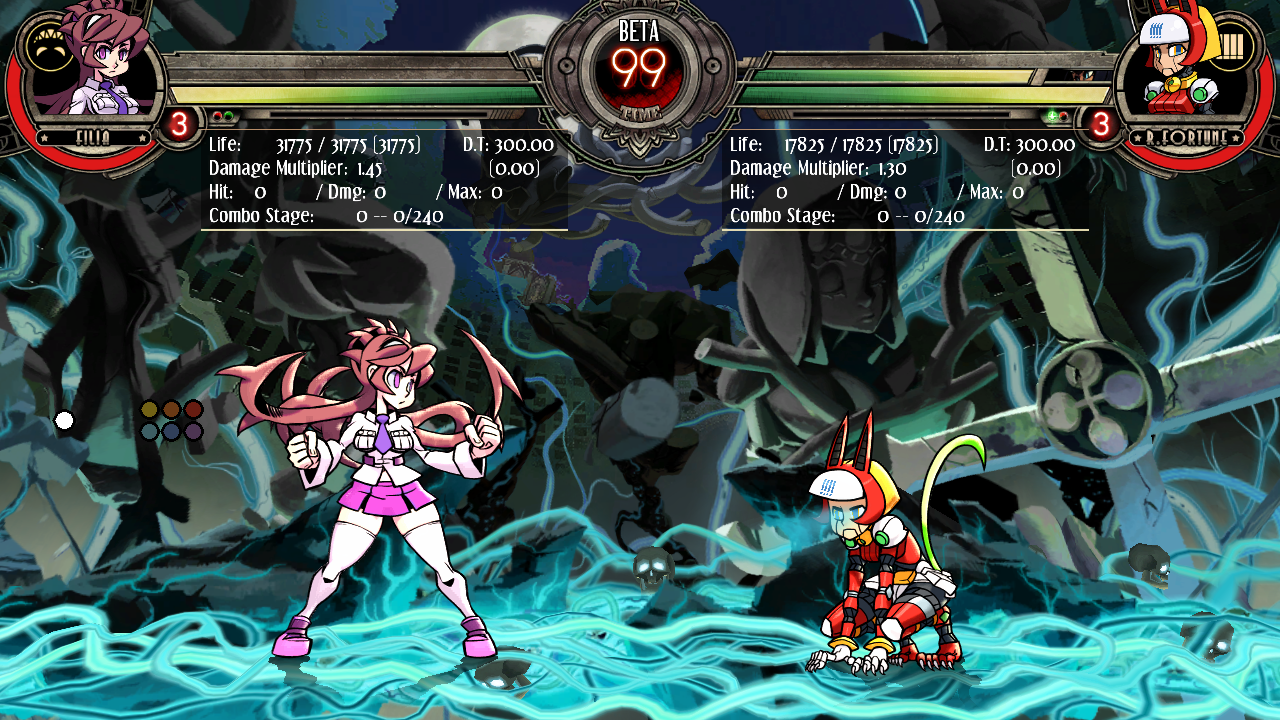 BETA
99
TIME
FILIA
3
3
R.FORTUNE
Life: 31775 / 31775 (31775) D.T: 300.00
Damage Multiplier: 1.45 (0.00)
Hit: 0 / Dmg: 0 / Max: 0
Combo Stage: 0 -- 0/240
Life: 17825 / 17825 (17825) D.T: 300.00
Damage Multiplier: 1.30 (0.00)
Hit: 0 / Dmg: 0 / Max: 0
Combo Stage: 0 -- 0/240